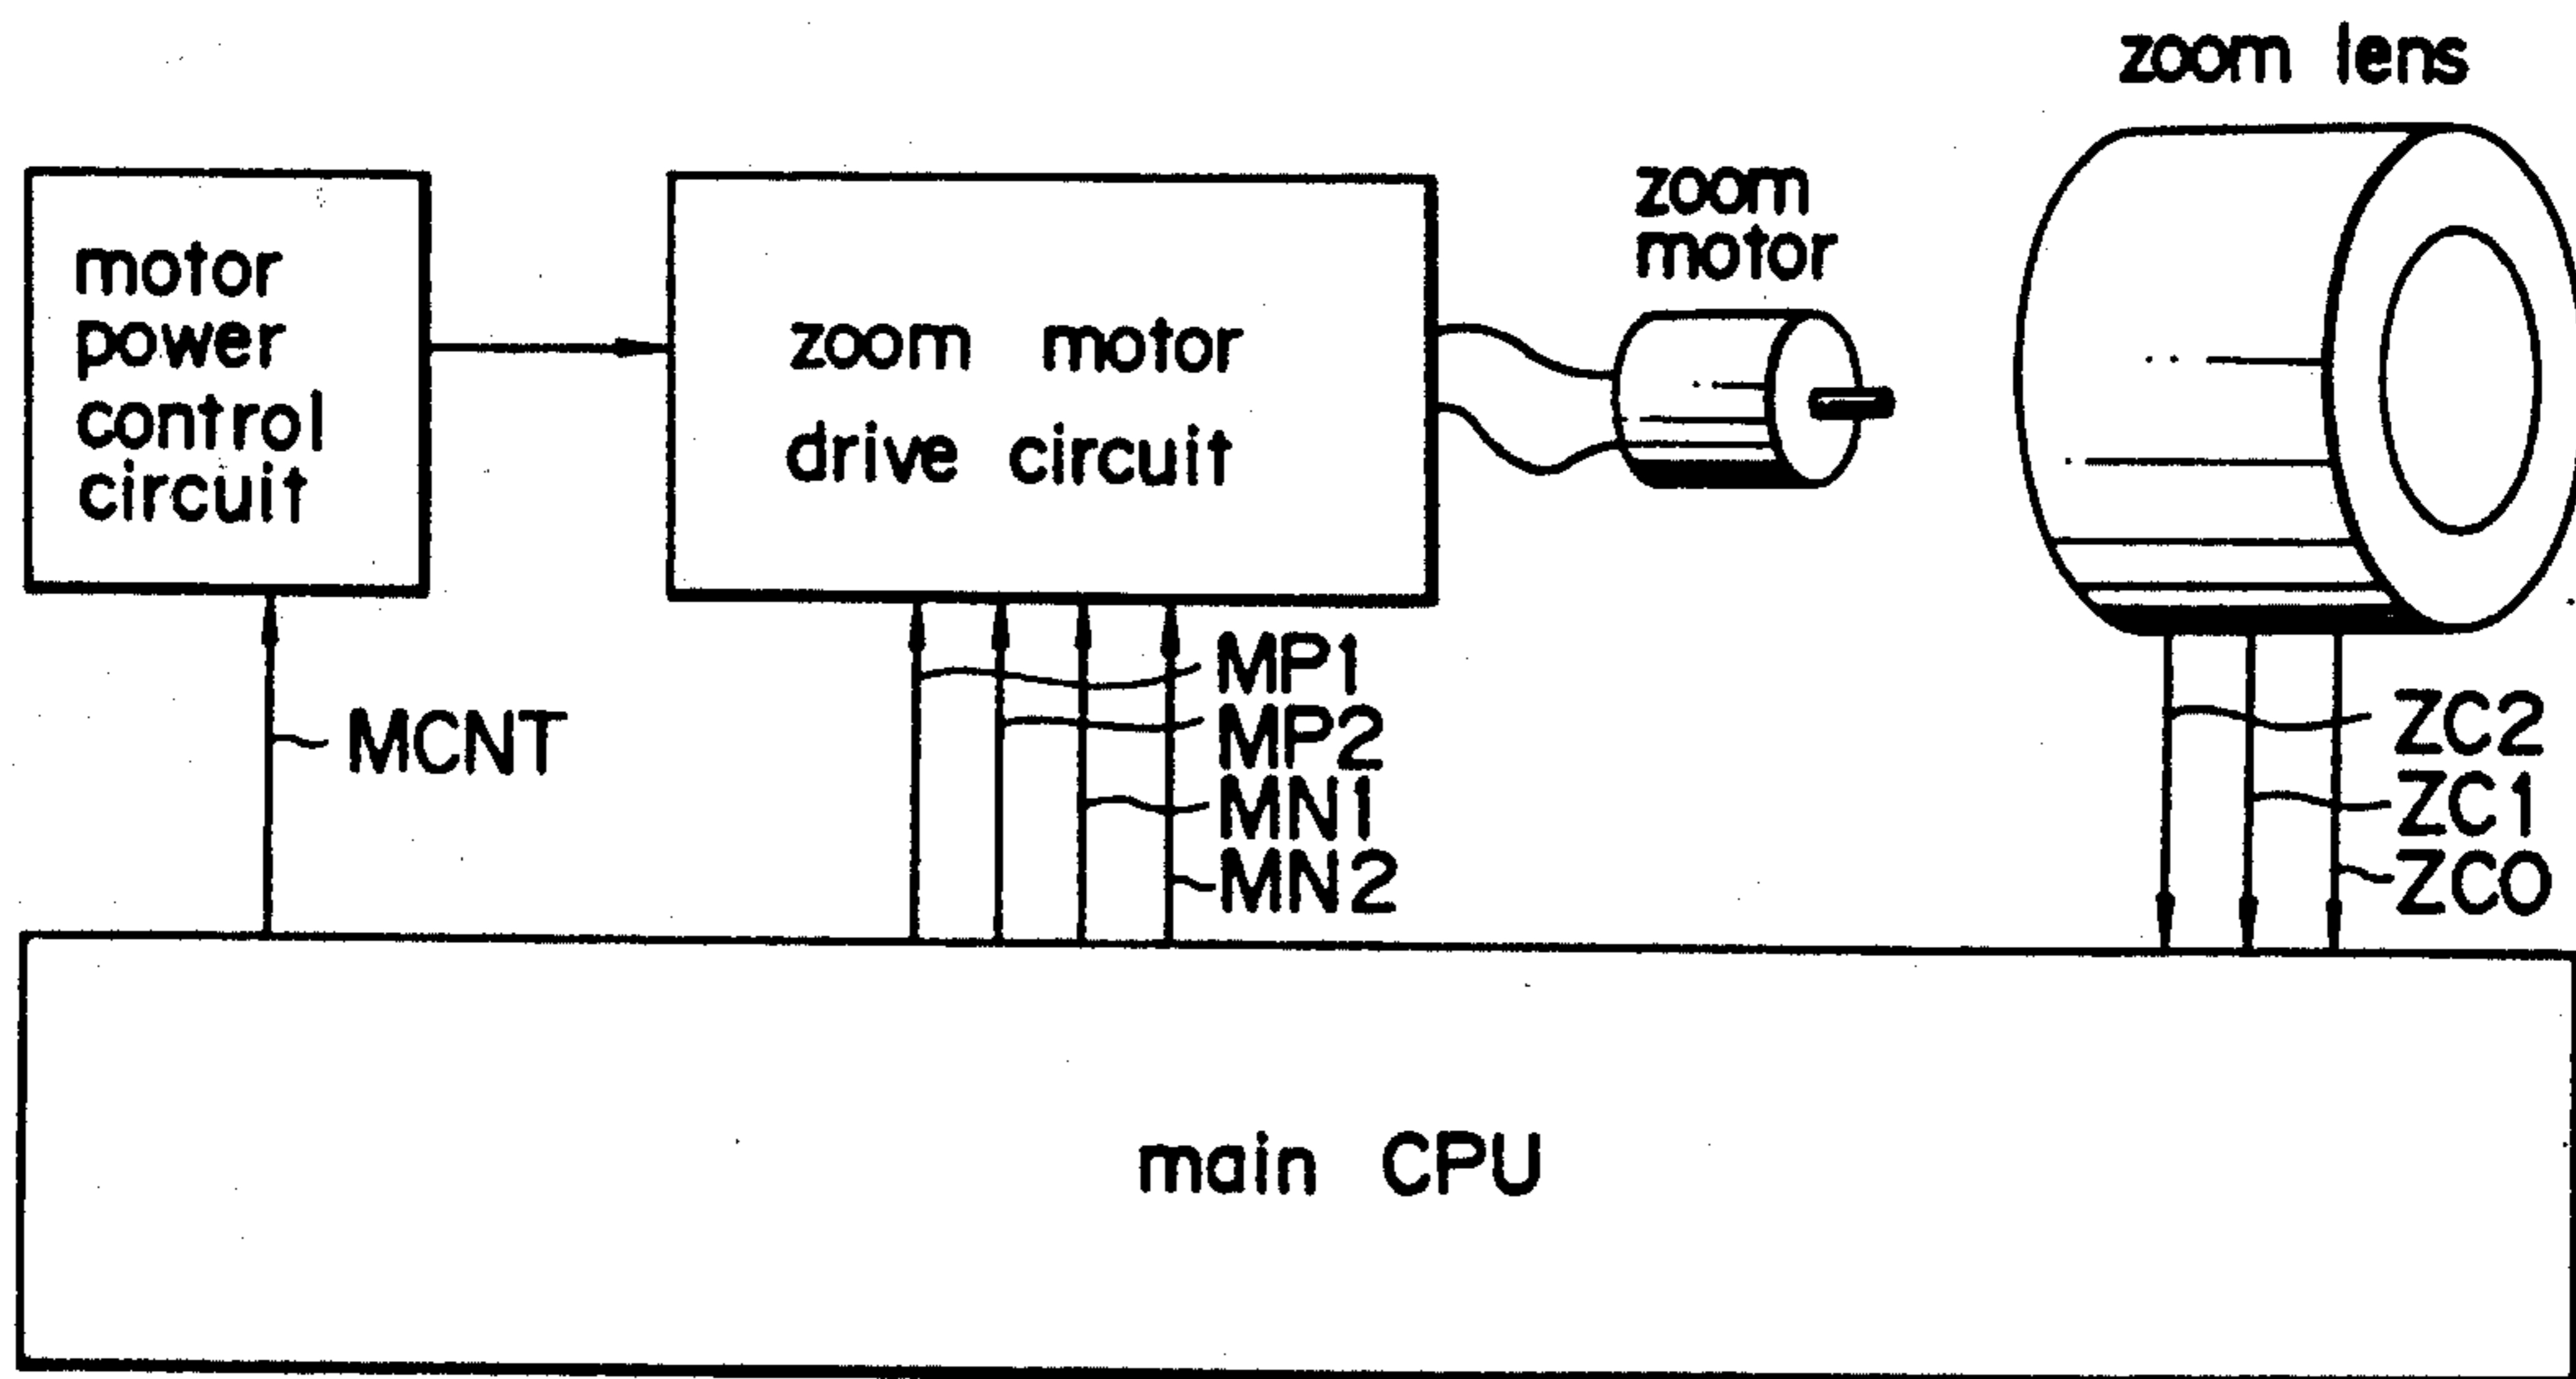 zoom lens
motor
power
control
circuit
zoom motor
drive circuit
zoom
motor
MCNT
MP1
MP2
MN1
MN2
ZC2
ZC1
ZC0
main CPU